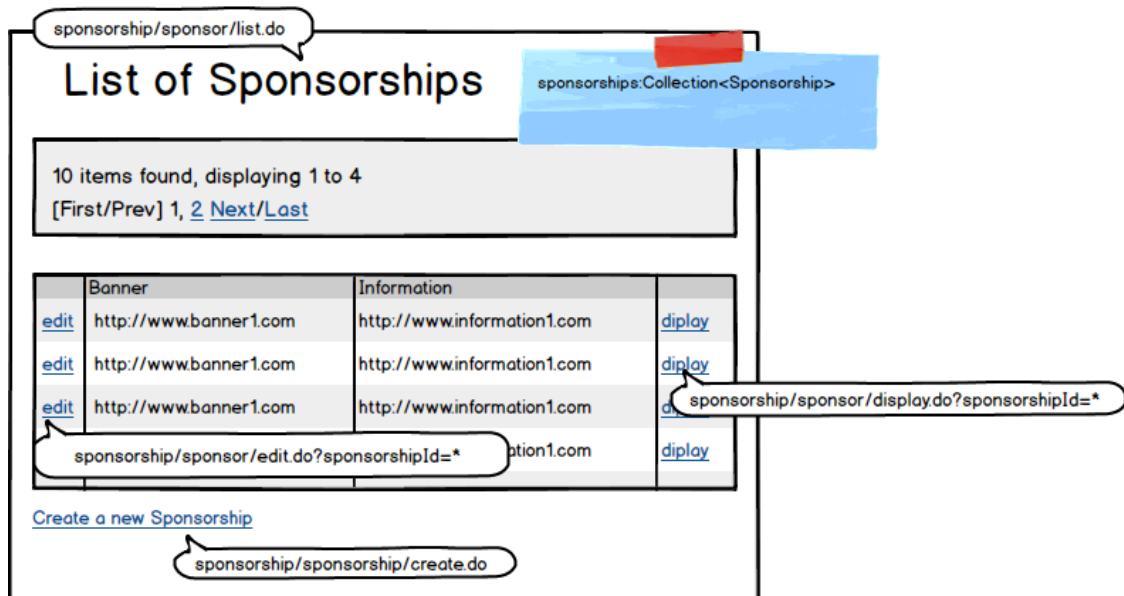 sponsorship/sponsor/list.do
List of Sponsorships
sponsorships:Collection<Sponsorship>
10 items found, displaying 1 to 4
[First/Prev] 1, 2 Next/Last
Banner Information
edit http://www.banner1.com http://www.information1.com diplay
edit http://www.banner1.com http://www.information1.com diplay
edit http://www.banner1.com http://www.information1.com
sponsorship/sponsor/display.do?sponsorshipId=*
sponsorship/sponsor/edit.do?sponsorshipId=* ation1.com diplay
Create a new Sponsorship
sponsorship/sponsorship/create.do